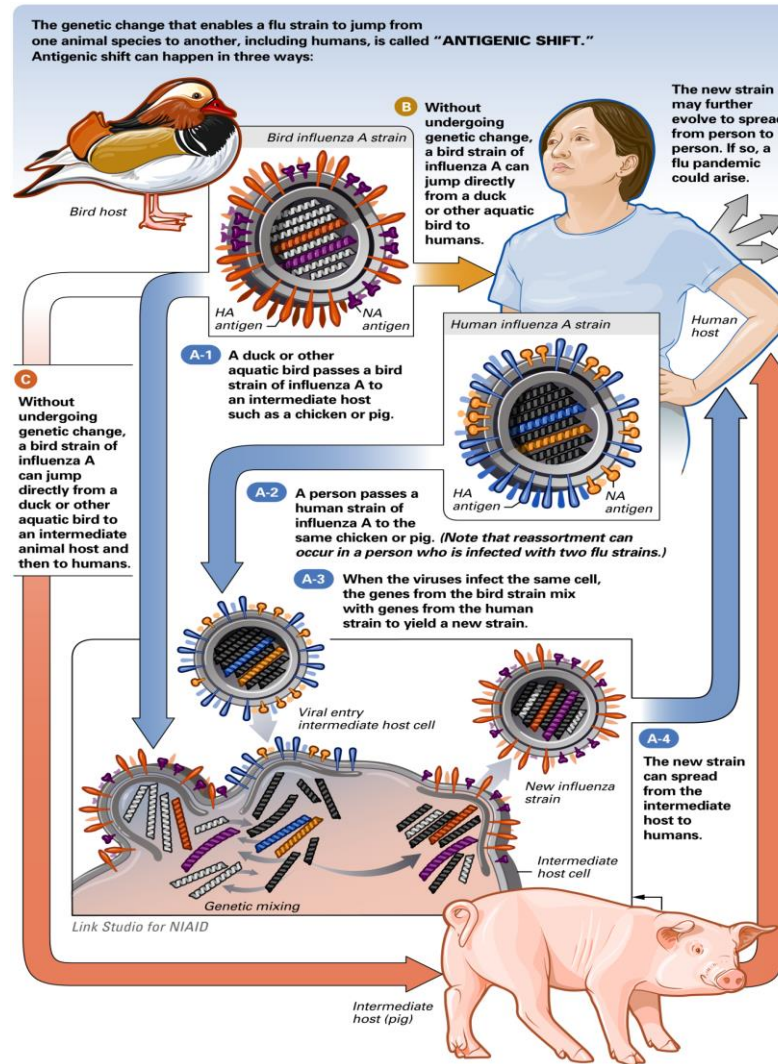 The genetic change that enables a flu strain to jump from
one animal species to another, including humans, is called “ANTIGENIC SHIFT.”
Antigenic shift can happen in three ways:
Bird host
Bird influenza A strain
HA
antigen
NA
antigen
B
Without
undergoing
genetic change,
a bird strain of
influenza A can
jump directly
from a duck
or other
aquatic bird to
humans.
The new strain
may further
evolve to spread
from person to
person. If so, a
flu pandemic
could arise.
Human
host
A-1
A duck or other
aquatic bird passes a bird
strain of influenza A to
an intermediate host
such as a chicken or pig.
Human influenza A strain
HA
antigen
NA
antigen
C
Without
undergoing
genetic change,
a bird strain of
influenza A
can jump
directly from a
duck or other
aquatic bird to
an intermediate
animal host and
then to humans.
A-2
A person passes a
human strain of
influenza A to the
same chicken or pig. (Note that reassortment can
occur in a person who is infected with two flu strains.)
A-3
When the viruses infect the same cell,
the genes from the bird strain mix
with genes from the human
strain to yield a new strain.
Viral entry
intermediate host cell
New influenza
strain
A-4
The new strain
can spread
from the
intermediate
host to
humans.
Intermediate
host cell
Genetic mixing
Link Studio for NIAID
Intermediate
host (pig)